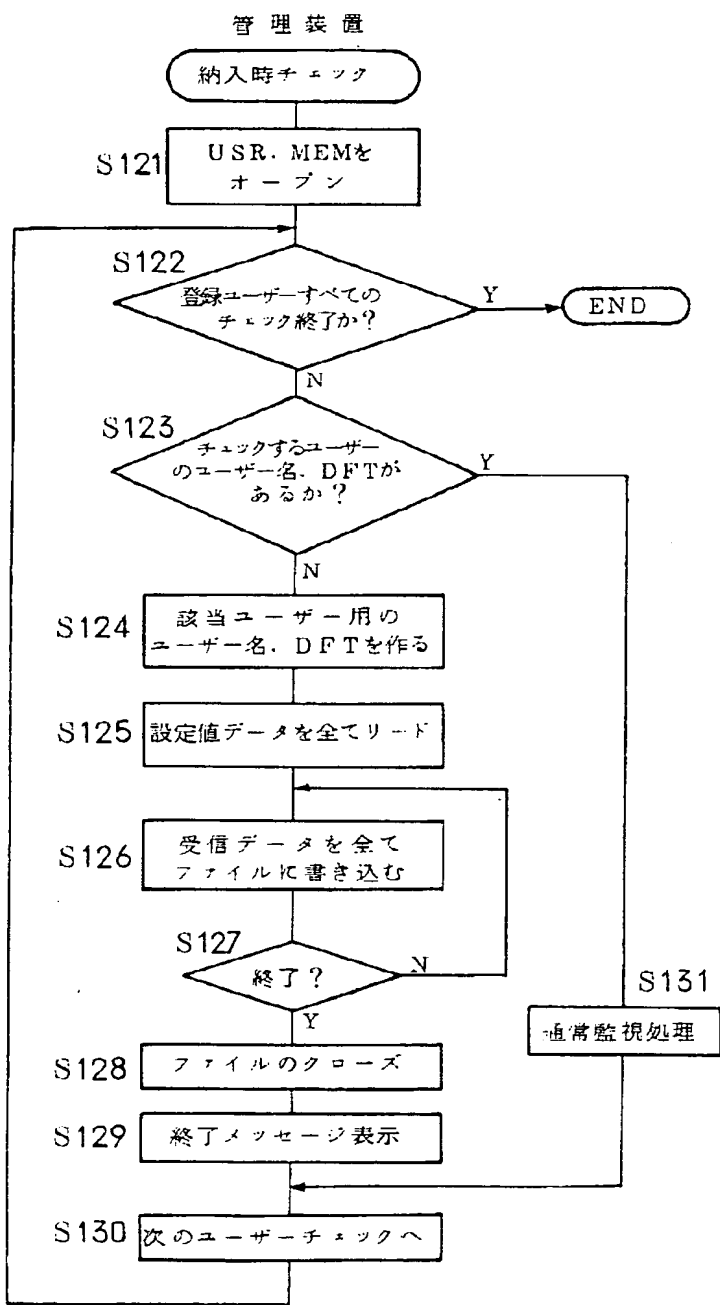 管理装置
納入時チェック
S121
USR．MEMを
オープン
S122
登録ユーザーすべての
チェック終了か？
Y
END
N
S123
チェックするユーザー
のユーザー名．DFTが
あるか？
Y
N
S124
該当ユーザー用の
ユーザー名．DFTを作る
S125
設定値データを全てリード
S126
受信データを全て
ファイルに書き込む
S127
終了？
N
Y
S131
通常監視処理
S128
ファイルのクローズ
S129
終了メッセージ表示
S130
次のユーザーチェックへ